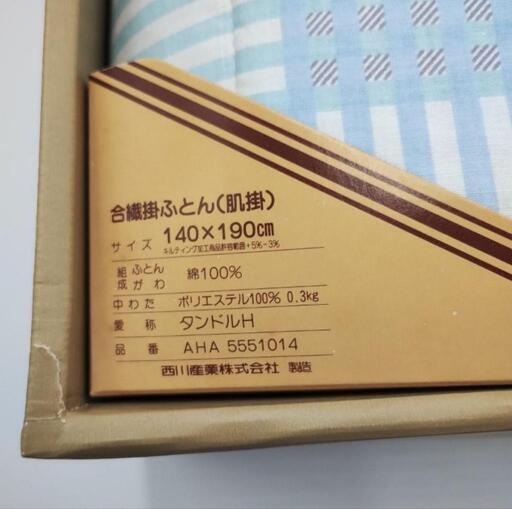 合繊掛ふとん(肌掛)
サイズ 140×190cm
キルティング加工商品許容範囲+5%-3%
組成 ふとんがわ 綿100%
中わた ポリエステル100% 0.3kg
愛称 タンドルH
品番 AHA 5551014
西川産業株式会社 製造